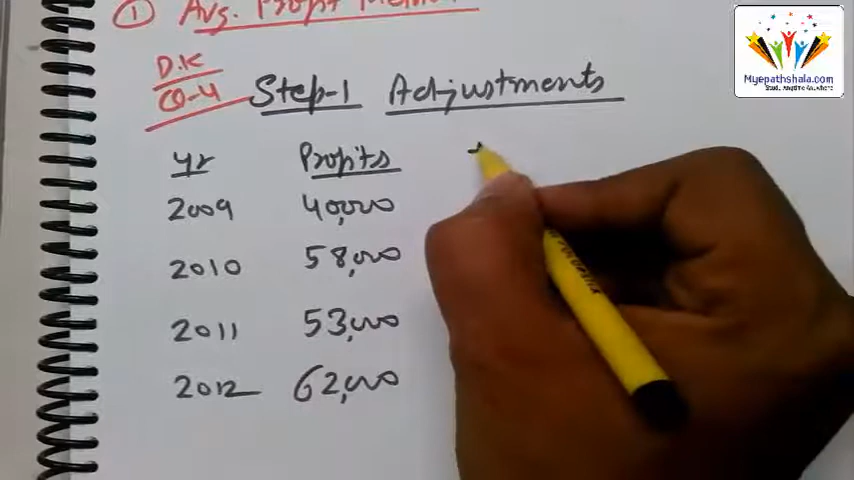 ① Avg. Profit Method
D.K
Q-4
Step-1 Adjustments
yr Profits
2009 40,000
2010 58,000
2011 53,000
2012 62,000
Myepathshala.com